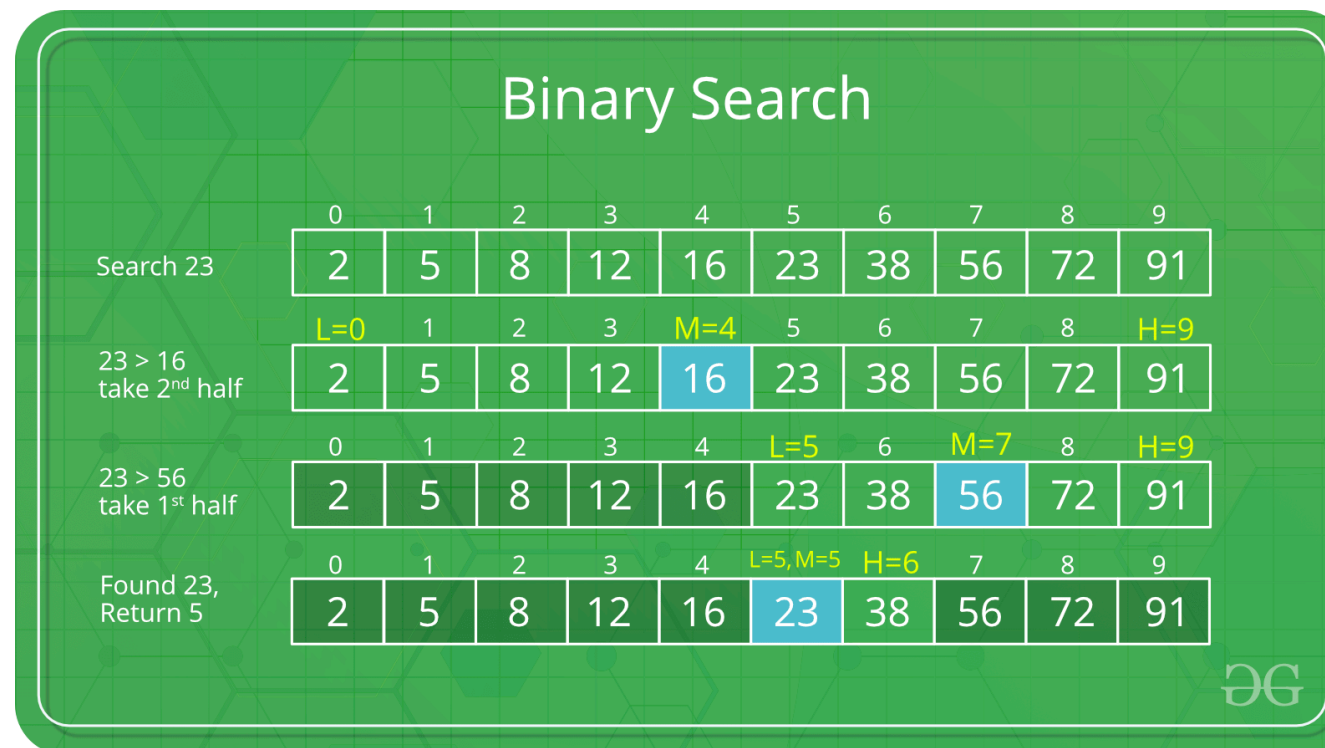 Binary Search
0 1 2 3 4 5 6 7 8 9
Search 23 2 5 8 12 16 23 38 56 72 91
L=0 1 2 3 M=4 5 6 7 8 H=9
23 > 16
take 2nd half
2 5 8 12 16 23 38 56 72 91
0 1 2 3 4 L=5 6 M=7 8 H=9
23 > 56
take 1st half
2 5 8 12 16 23 38 56 72 91
0 1 2 3 4 L=5, M=5 H=6 7 8 9
Found 23,
Return 5
2 5 8 12 16 23 38 56 72 91